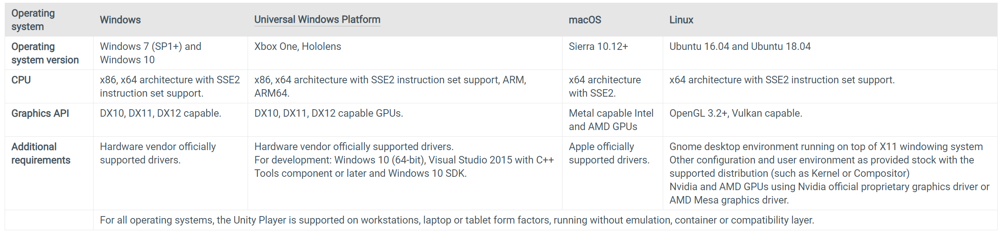 Operating
system
Windows
Universal Windows Platform
macOS
Linux
Operating
system version
Windows 7 (SP1+) and
Windows 10
Xbox One, Hololens
Sierra 10.12+
Ubuntu 16.04 and Ubuntu 18.04
CPU
x86, x64 architecture with SSE2
instruction set support.
x86, x64 architecture with SSE2 instruction set support, ARM,
ARM64.
x64 architecture
with SSE2.
x64 architecture with SSE2 instruction set support.
Graphics API
DX10, DX11, DX12 capable.
DX10, DX11, DX12 capable GPUs.
Metal capable Intel
and AMD GPUs
OpenGL 3.2+, Vulkan capable.
Additional
requirements
Hardware vendor officially
supported drivers.
Hardware vendor officially supported drivers.
For development: Windows 10 (64-bit), Visual Studio 2015 with C++
Tools component or later and Windows 10 SDK.
Apple officially
supported drivers.
Gnome desktop environment running on top of X11 windowing system
Other configuration and user environment as provided stock with the
supported distribution (such as Kernel or Compositor)
Nvidia and AMD GPUs using Nvidia official proprietary graphics driver or
AMD Mesa graphics driver.
For all operating systems, the Unity Player is supported on workstations, laptop or tablet form factors, running without emulation, container or compatibility layer.